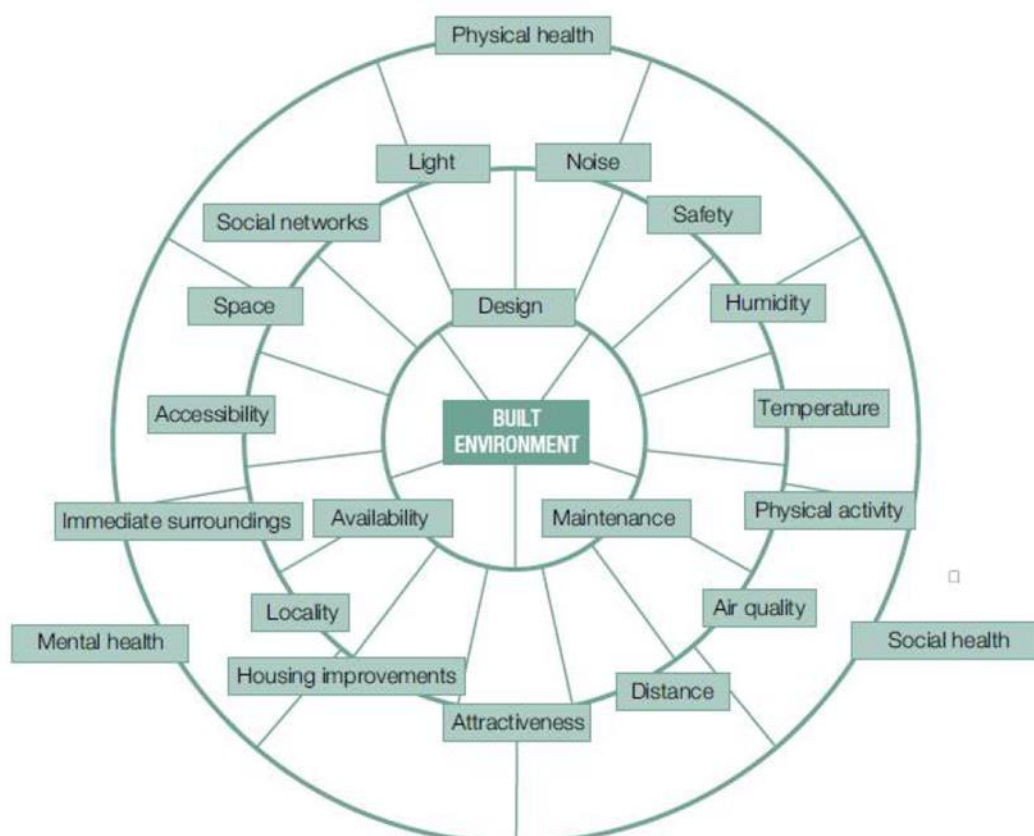 Physical health
Light
Noise
Social networks
Safety
Space
Design
Humidity
Accessibility
BUILT
ENVIRONMENT
Temperature
Immediate surroundings
Availability
Maintenance
Physical activity
Locality
Air quality
Mental health
Social health
Housing improvements
Distance
Attractiveness